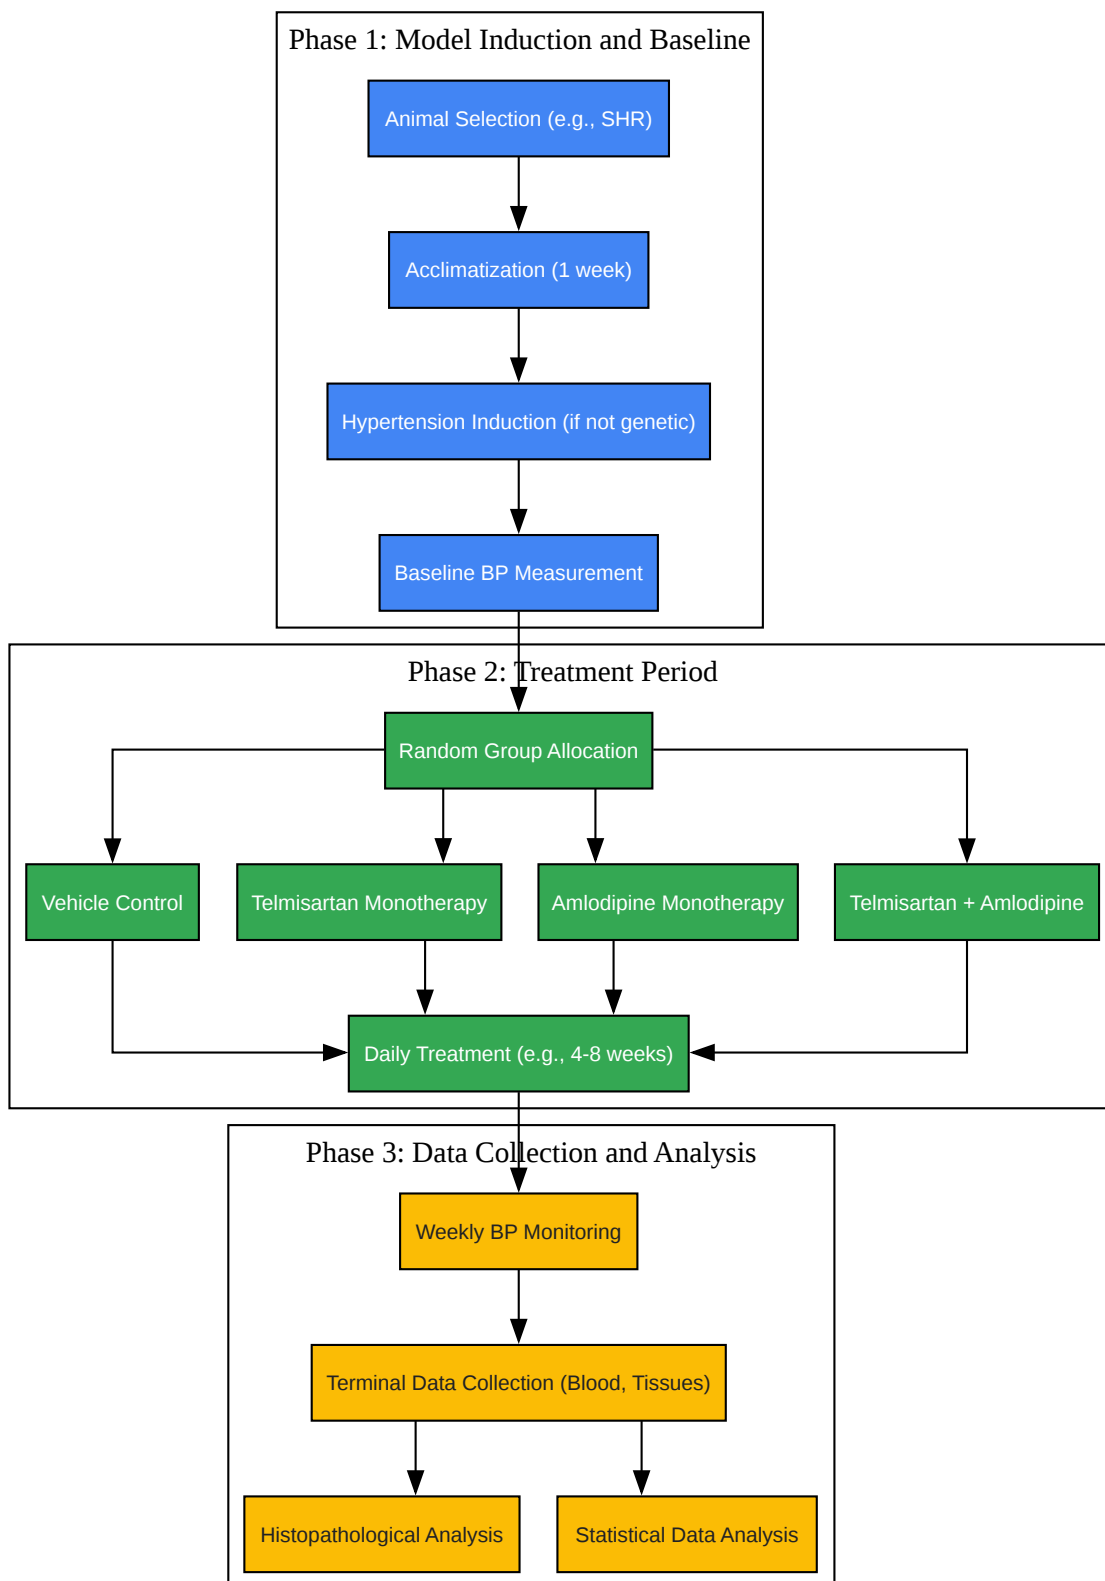 Phase 1: Model Induction and Baseline
Animal Selection (e.g., SHR)
Acclimatization (1 week)
Hypertension Induction (if not genetic)
Baseline BP Measurement
Phase 2: Treatment Period
Random Group Allocation
Vehicle Control
Telmisartan Monotherapy
Amlodipine Monotherapy
Telmisartan + Amlodipine
Daily Treatment (e.g., 4-8 weeks)
Phase 3: Data Collection and Analysis
Weekly BP Monitoring
Terminal Data Collection (Blood, Tissues)
Histopathological Analysis
Statistical Data Analysis